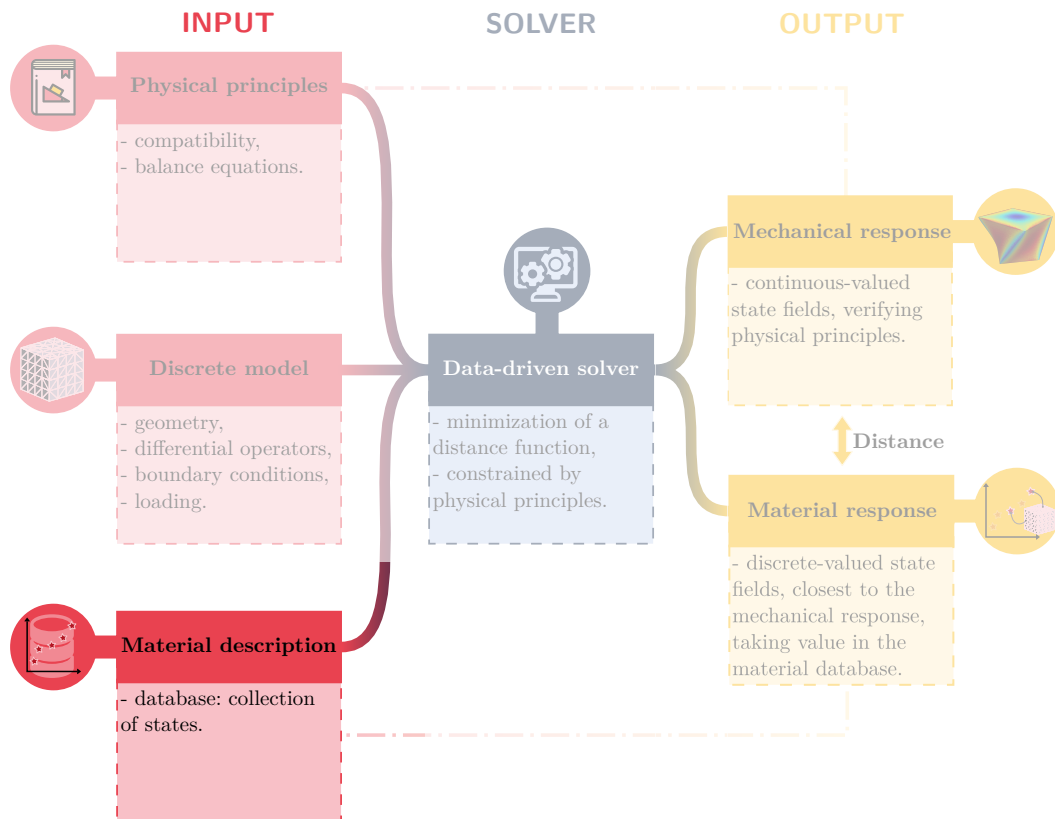 INPUT
SOLVER
OUTPUT
Physical principles
- compatibility,
- balance equations.
Discrete model
- geometry,
- differential operators,
- boundary conditions,
- loading.
Material description
- database: collection
of states.
Data-driven solver
- minimization of a
distance function,
- constrained by
physical principles.
Mechanical response
- continuous-valued
state fields, verifying
physical principles.
Distance
Material response
- discrete-valued state
fields, closest to the
mechanical response,
taking value in the
material database.